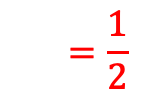 = 1/2